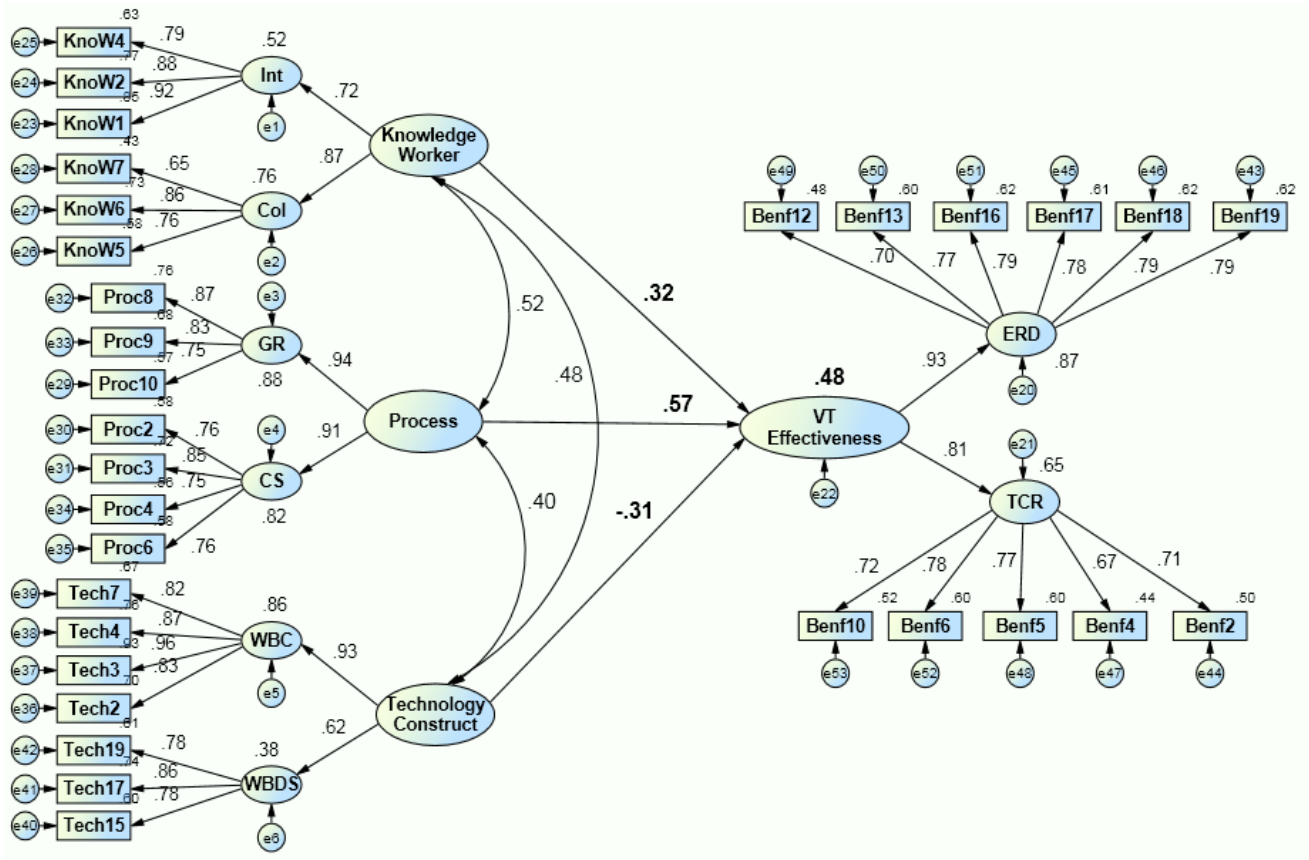 .63
e25 KnoW4 .79 .52
.77
e24 KnoW2 .88 Int
.85
e23 KnoW1 .92 .72
e1
Knowledge
Worker
.43
e28 KnoW7 .65 .87
.73
e27 KnoW6 .86 .76 Col
.58
e26 KnoW5 .76
e2
.76
e32 Proc8 .87 e3
.68
e33 Proc9 .83 GR
.57
e29 Proc10 .75 .88 .94
.58
e30 Proc2 .76 e4
.72
e31 Proc3 .85 CS .91
.56
e34 Proc4 .75 .82
.58
e35 Proc6 .76
Process
.67
e39 Tech7 .82 .86
.76
e38 Tech4 .87 WBC
.93
e37 Tech3 .96 .93
.70
e36 Tech2 .83 e5
Technology
Construct
.61
e42 Tech19 .78 .38 .62
.74
e41 Tech17 .86 WBDS
.60
e40 Tech15 .78 e6
.52
.48
.40
.32
.57
-.31
.48
VT
Effectiveness
e22
e49 e50 e51 e45 e46 e43
.48 .60 .62 .61 .62 .62
Benf12 Benf13 Benf16 Benf17 Benf18 Benf19
.70 .77 .79 .78 .79 .79
ERD
.93 .87
e20
e21
.81 .65
TCR
.72 .78 .77 .67 .71
.52 .60 .60 .44 .50
Benf10 Benf6 Benf5 Benf4 Benf2
e53 e52 e48 e47 e44